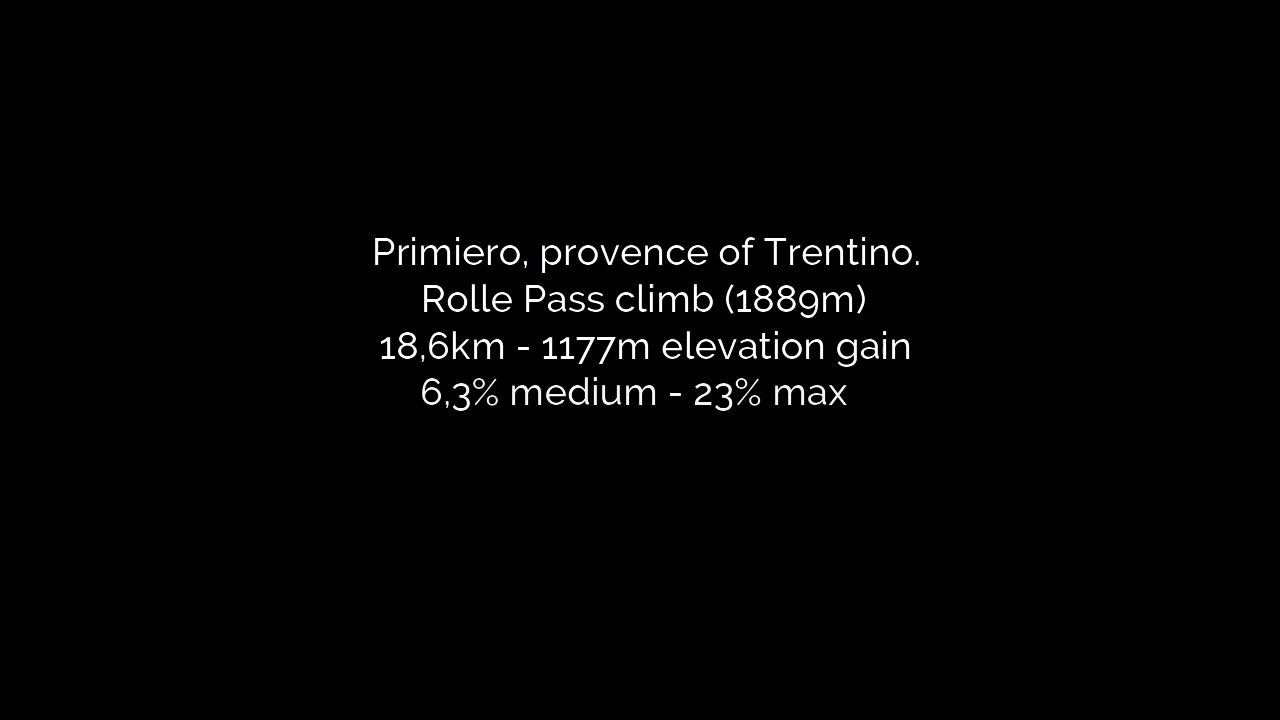 Primiero, provence of Trentino.
Rolle Pass climb (1889m)
18,6km - 1177m elevation gain
6,3% medium - 23% max